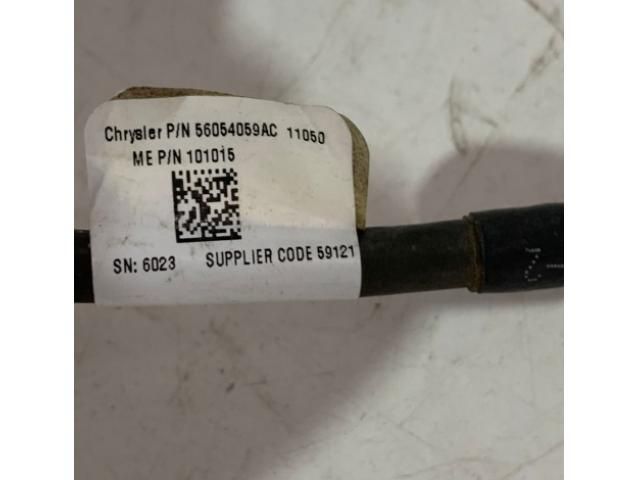 Chrysler P/N 56054059AC 11050
ME P/N 101015
SN: 6023 SUPPLIER CODE 59121